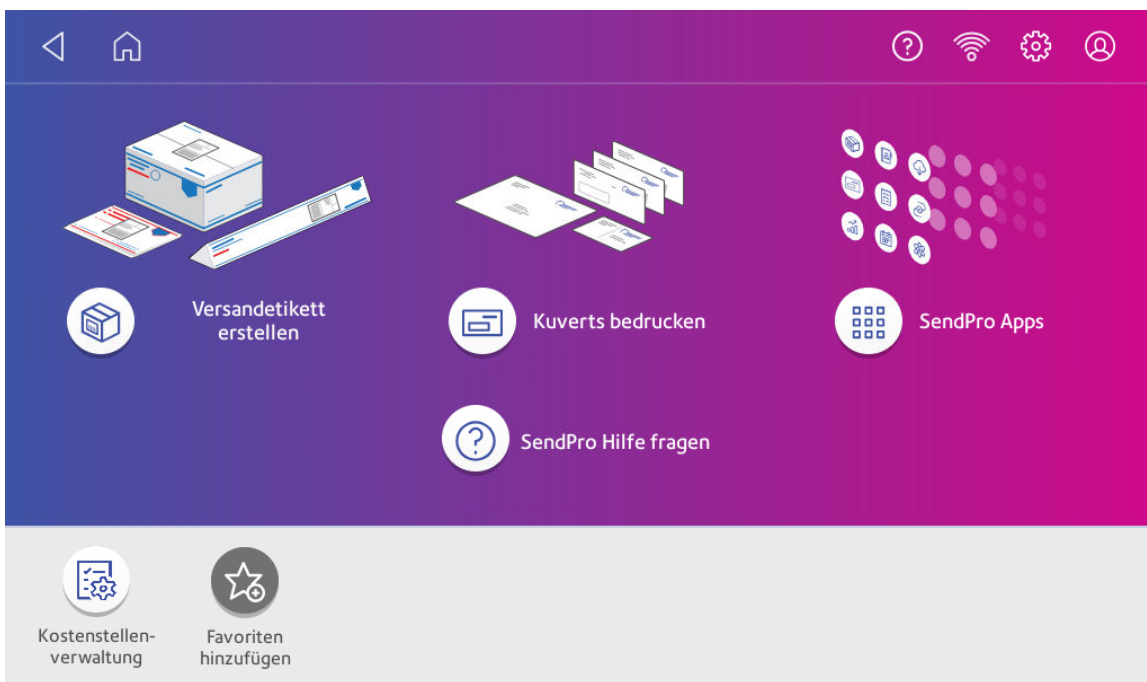 Versandetikett
erstellen
Kuverts bedrucken
SendPro Apps
SendPro Hilfe fragen
Kostenstellen-
verwaltung
Favoriten
hinzufügen